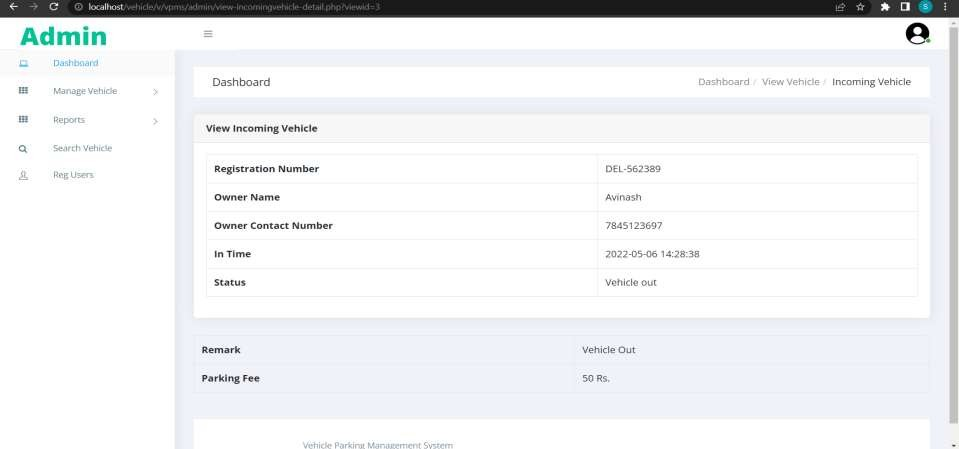 localhost/vehicle/v/vpms/admin/view-incomingvehicle-detail.php?viewid=3
S
Admin
Dashboard
Manage Vehicle
Reports
Search Vehicle
Reg Users
Dashboard
Dashboard / View Vehicle / Incoming Vehicle
View Incoming Vehicle
Registration Number DEL-562389
Owner Name Avinash
Owner Contact Number 7845123697
In Time 2022-05-06 14:28:38
Status Vehicle out
Remark Vehicle Out
Parking Fee 50 Rs.
Vehicle Parking Management System